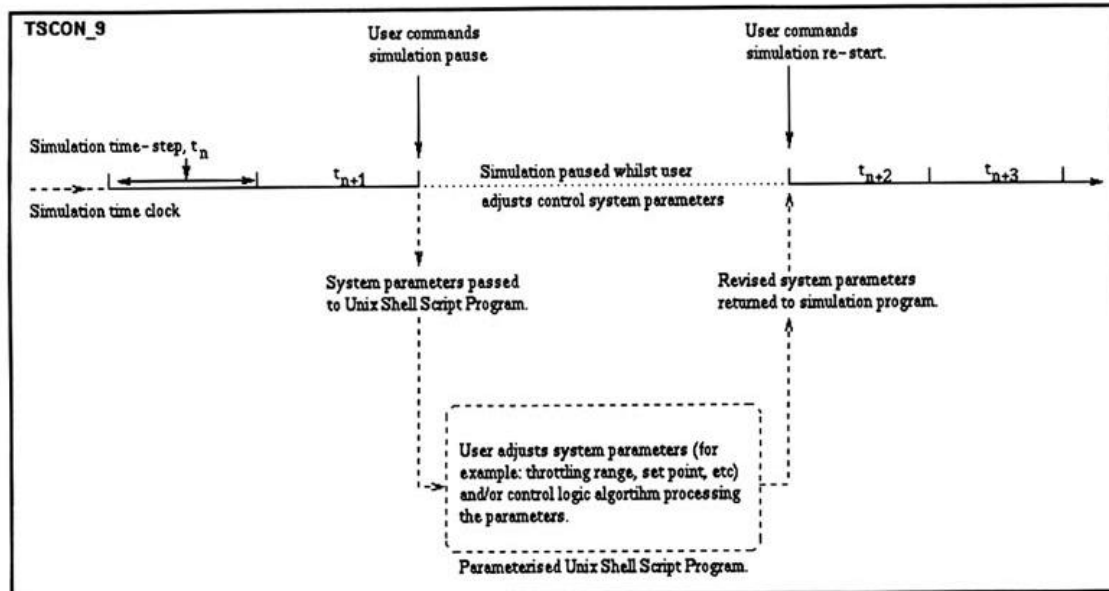 TSCON_9
User commands
simulation pause
User commands
simulation re-start.
Simulation time-step, tn
tn+1
Simulation paused whilst user
tn+2
tn+3
Simulation time clock
adjusts control system parameters
System parameters passed
to Unix Shell Script Program.
Revised system parameters
returned to simulation program.
User adjusts system parameters (for
example: throttling range, set point, etc)
and/or control logic algortihm processing
the parameters.
Parameterised Unix Shell Script Program.